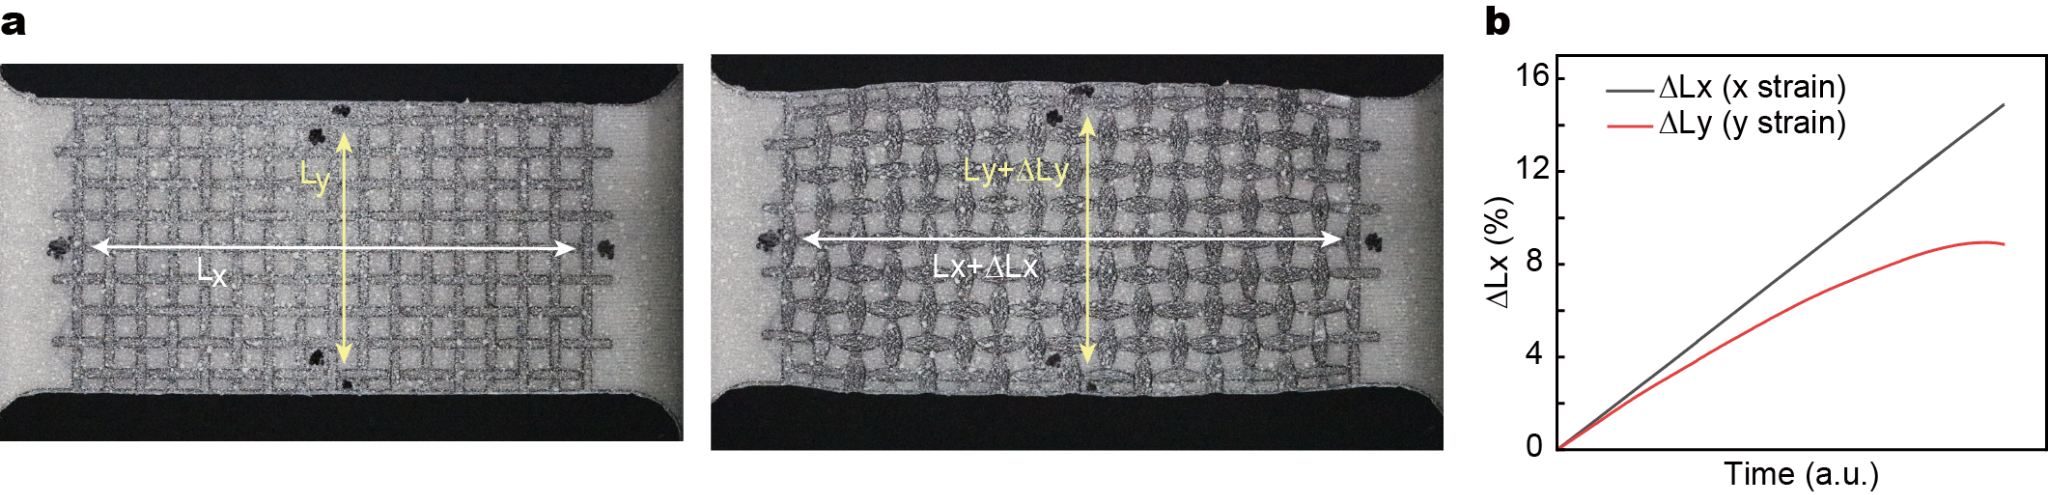 a
Ly
Lx
Ly+ΔLy
Lx+ΔLx
b
ΔLx (%)
16
12
8
4
0
ΔLx (x strain)
ΔLy (y strain)
Time (a.u.)